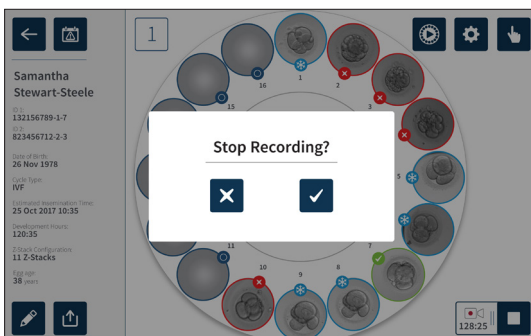 1
Samantha
Stewart-Steele
ID 1:
132156789-1-7
ID 2:
823456712-2-3
Date of Birth:
26 Nov 1978
Cycle Type:
IVF
Estimated Insemination Time:
25 Oct 2017 10:35
Development Hours:
120:35
Z-Stack Configuration:
11 Z-Stacks
Egg age:
38 years
16
1
2
15
3
5
Stop Recording?
11
7
10
9
8
128:25